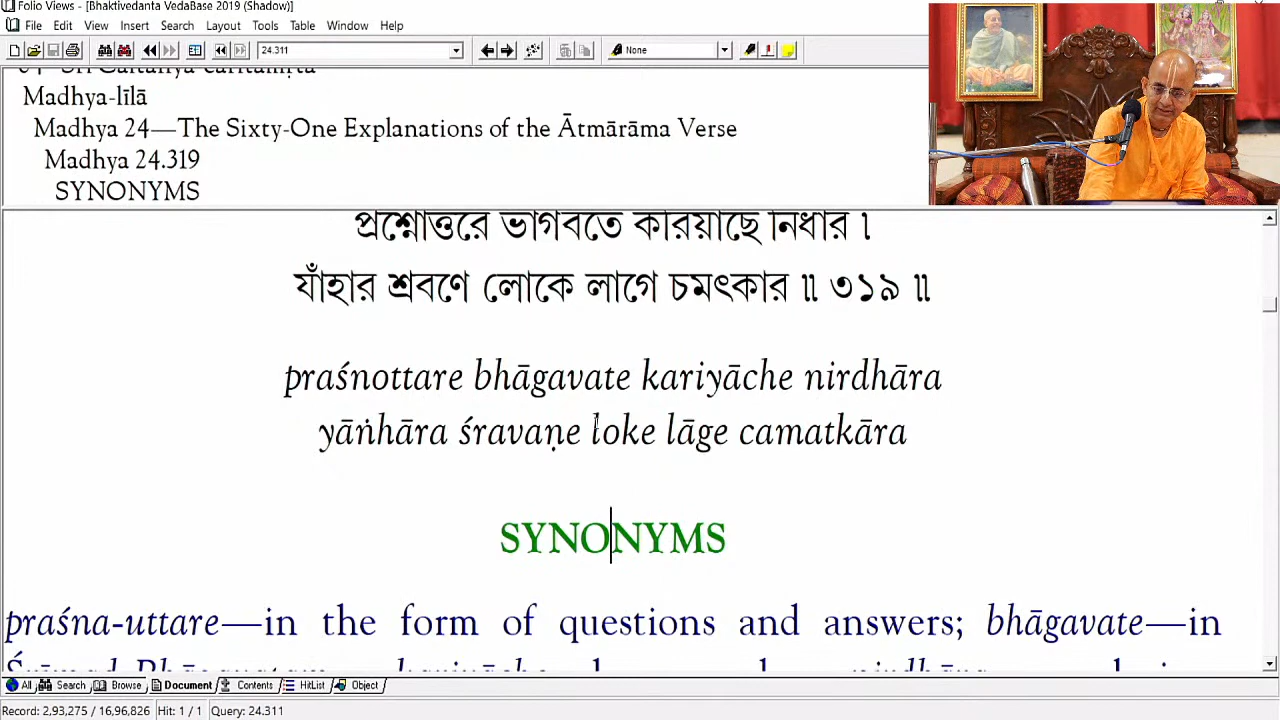 Folio Views - [Bhaktivedanta VedaBase 2019 (Shadow)]
File Edit View Insert Search Layout Tools Table Window Help
24.311 None
Madhya-līlā
Madhya 24—The Sixty-One Explanations of the Ātmārāma Verse
Madhya 24.319
SYNONYMS
প্রশ্নোত্তরে ভাগবতে করিয়াছে নির্ধার ।
যাঁহার শ্রবণে লোকে লাগে চমৎকার ॥ ৩১৯ ॥
praśnottare bhāgavate kariyāche nirdhāra
yāṅhāra śravaṇe loke lāge camatkāra
SYNONYMS
praśna-uttare—in the form of questions and answers; bhāgavate—in
All Search Browse Document Contents HitList Object
Record: 2,93,275 / 16,96,826 Hit: 1 / 1 Query: 24.311